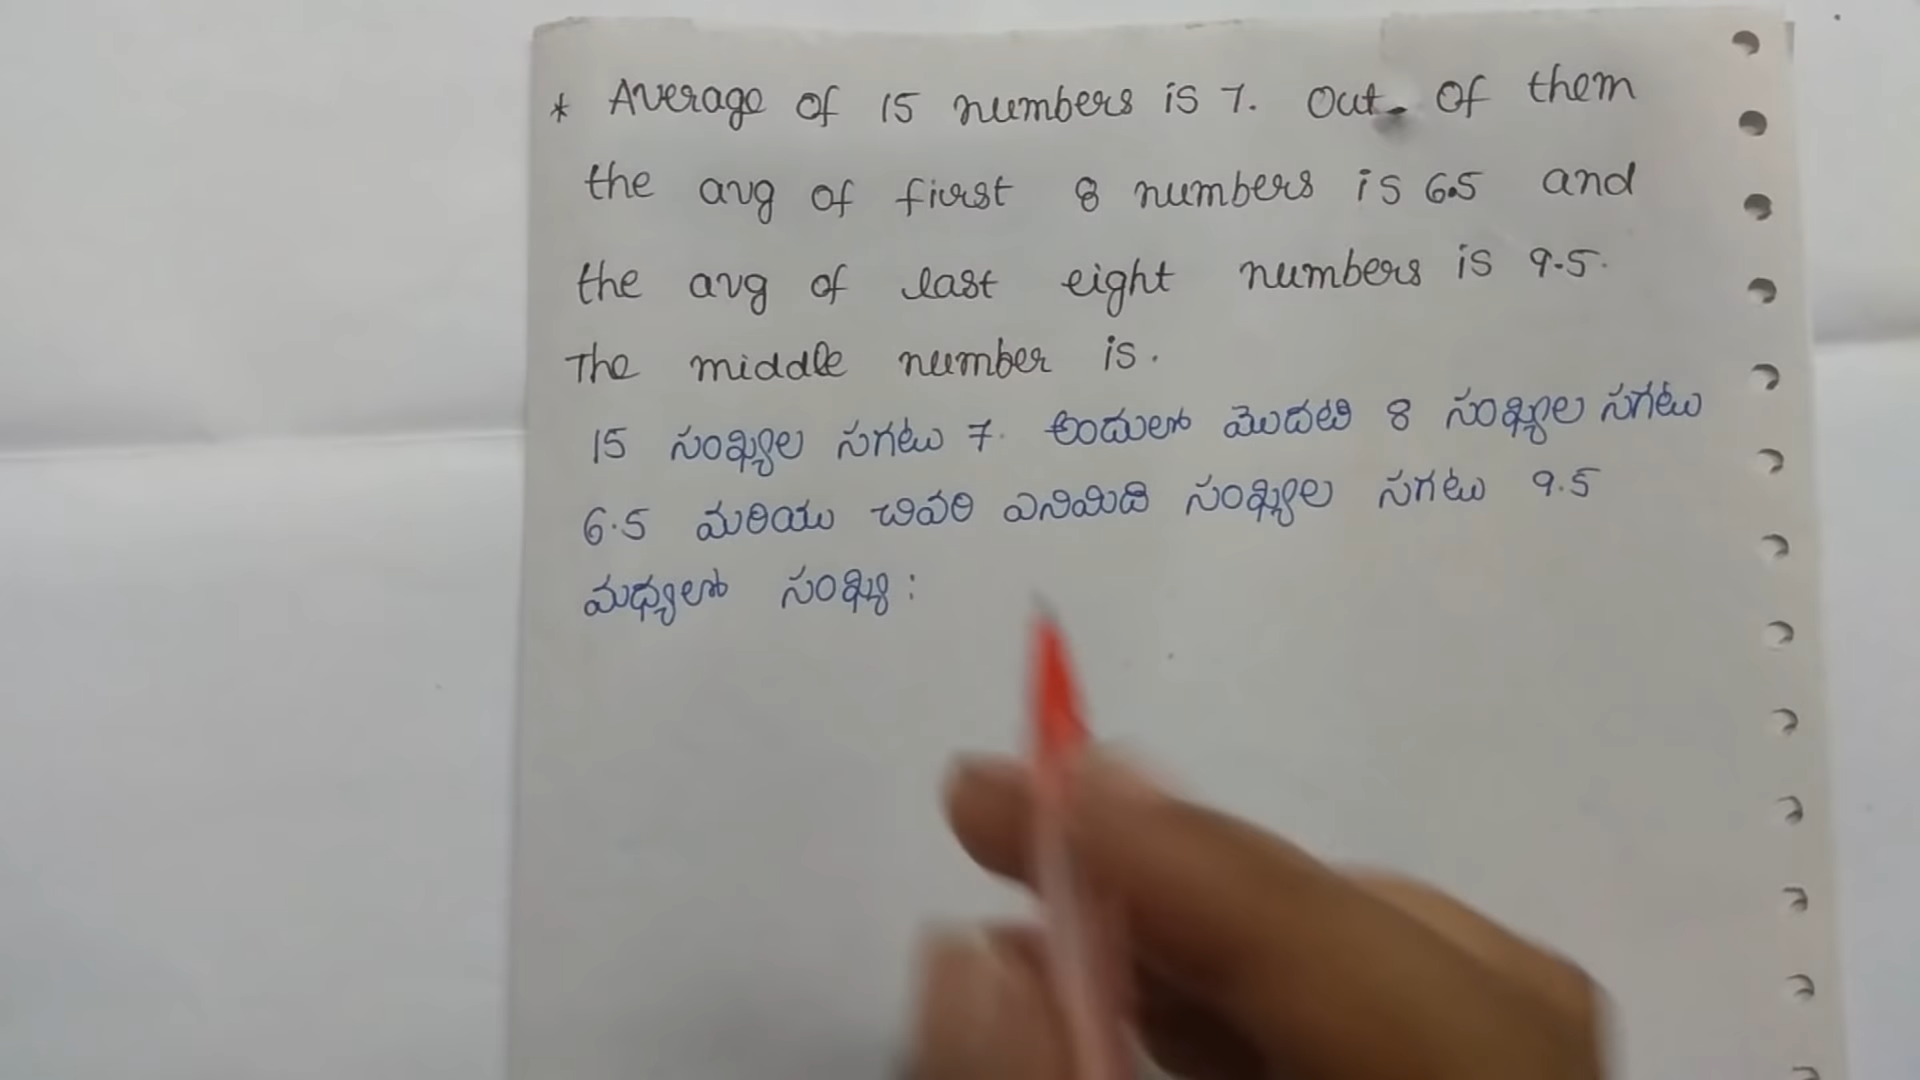 * Average of 15 numbers is 7. Out of them
the avg of first 8 numbers is 6.5 and
the avg of last eight numbers is 9.5.
The middle number is.
15 సంఖ్యల సగటు 7. అందులో మొదటి 8 సంఖ్యల సగటు
6.5 మరియు చివరి ఎనిమిది సంఖ్యల సగటు 9.5
మధ్యలో సంఖ్య :